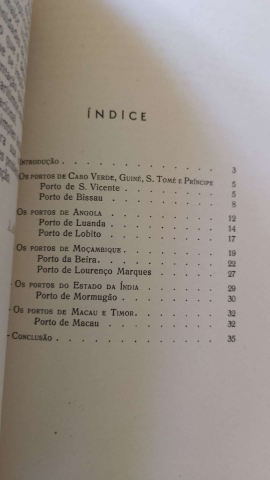 ÍNDICE
Introdução . . . . . . . . . . . . 3
Os portos de Cabo Verde, Guiné, S. Tomé e Príncipe 5
Porto de S. Vicente . . . . . . . . 5
Porto de Bissau . . . . . . . . . 8
Os portos de Angola . . . . . . . . . 12
Porto de Luanda . . . . . . . . . 14
Porto de Lobito . . . . . . . . . 17
Os portos de Moçambique. . . . . . . . 19
Porto da Beira. . . . . . . . . . 22
Porto de Lourenço Marques . . . . . . 27
Os portos do Estado da Índia . . . . . . 29
Porto de Mormugão . . . . . . . . 30
- Os portos de Macau e Timor. . . . . . . 32
Porto de Macau . . . . . . . . . 32
- Conclusão . . . . . . . . . . . . 35